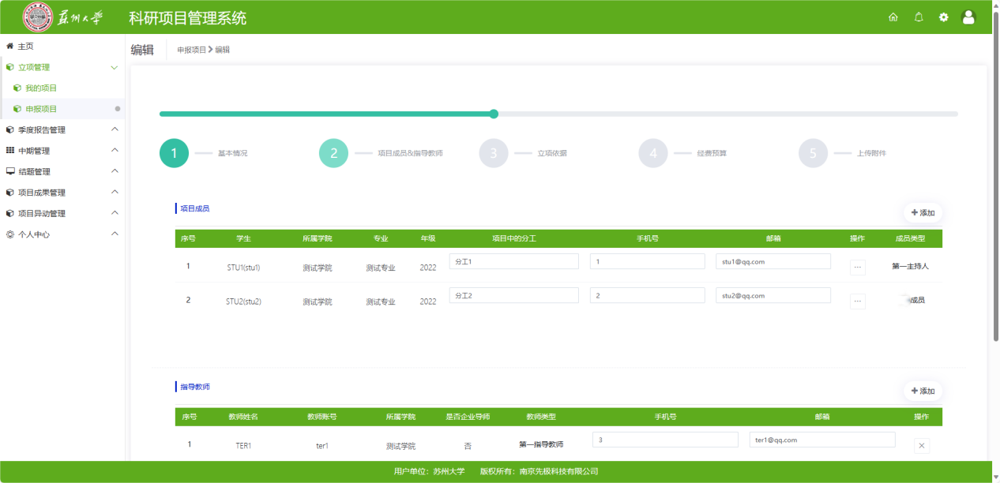 苏州大学 科研项目管理系统
主页
立项管理
我的项目
申报项目
季度报告管理
中期管理
结题管理
项目成果管理
项目异动管理
个人中心
编辑 申报项目 编辑
1 基本情况 2 项目成员&指导教师 3 立项依据 4 经费预算 5 上传附件
项目成员
添加
序号 学生 所属学院 专业 年级 项目中的分工 手机号 邮箱 操作 成员类型
1 STU1(stu1) 测试学院 测试专业 2022 分工1 1 stu1@qq.com ... 第一主持人
2 STU2(stu2) 测试学院 测试专业 2022 分工2 2 stu2@qq.com ... 成员
指导教师
添加
序号 教师姓名 教师账号 所属学院 是否企业导师 教师类型 手机号 邮箱 操作
1 TER1 ter1 测试学院 否 第一指导教师 3 ter1@qq.com
用户单位：苏州大学 版权所有：南京先极科技有限公司